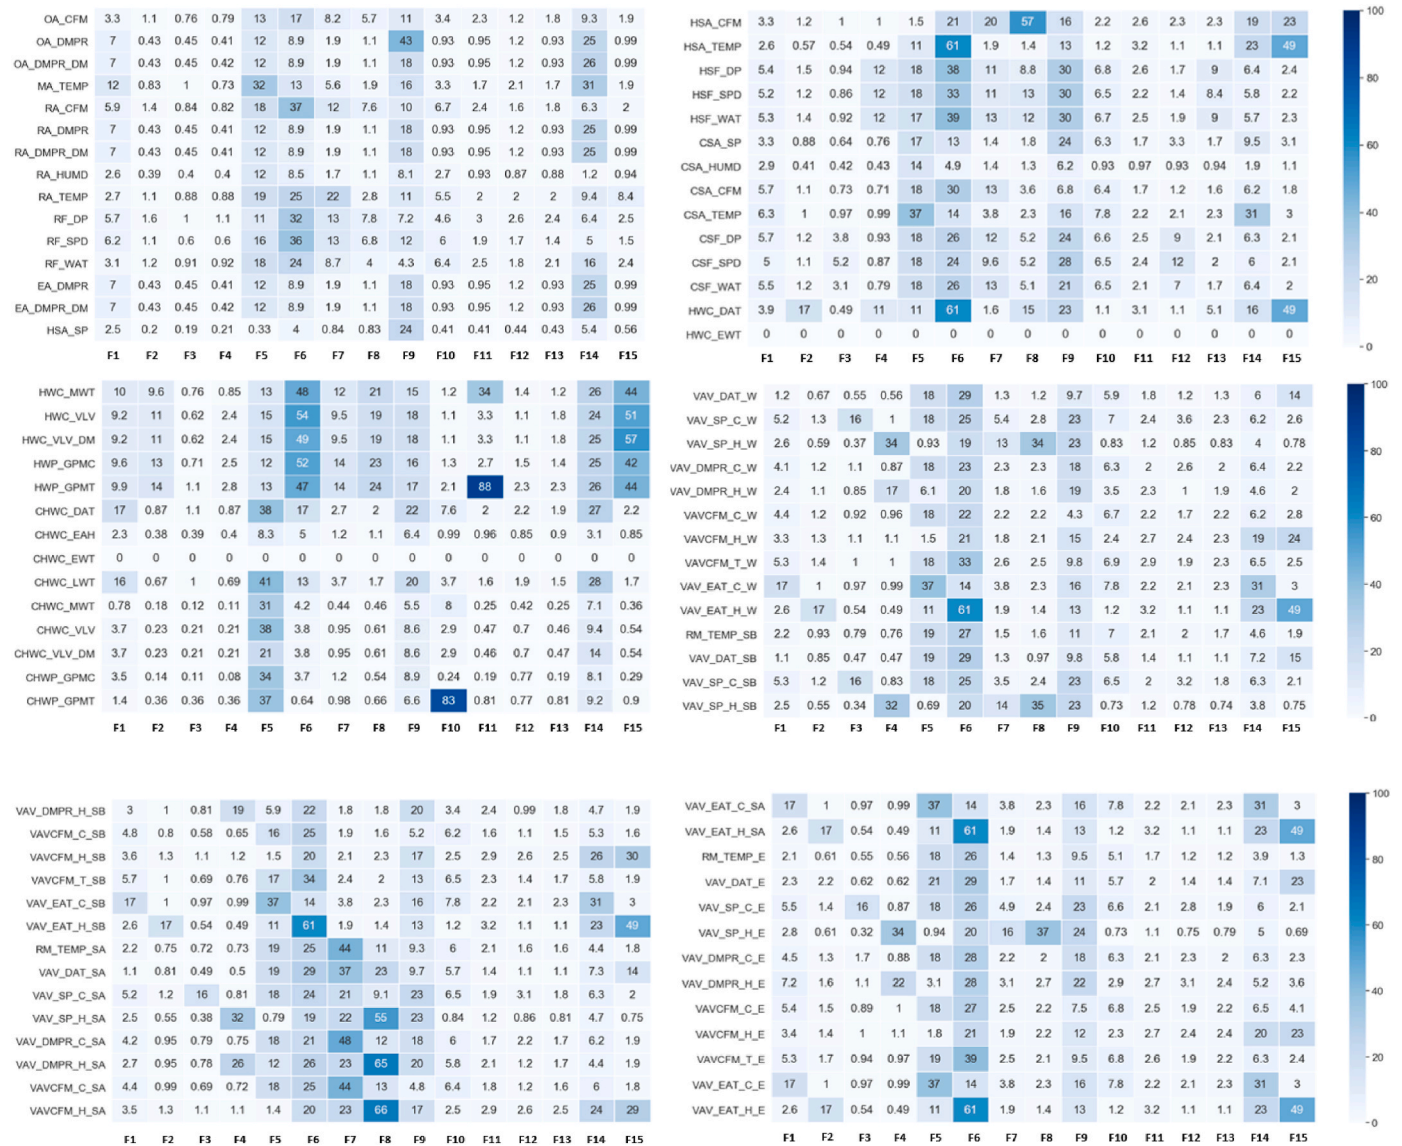 OA_CFM 3.3 1.1 0.76 0.79 13 17 8.2 5.7 11 3.4 2.3 1.2 1.8 9.3 1.9
OA_DMPR 7 0.43 0.45 0.41 12 8.9 1.9 1.1 43 0.93 0.95 1.2 0.93 25 0.99
OA_DMPR_DM 7 0.43 0.45 0.42 12 8.9 1.9 1.1 18 0.93 0.95 1.2 0.93 26 0.99
MA_TEMP 12 0.83 1 0.73 32 13 5.6 1.9 16 3.3 1.7 2.1 1.7 31 1.9
RA_CFM 5.9 1.4 0.84 0.82 18 37 12 7.6 10 6.7 2.4 1.6 1.8 6.3 2
RA_DMPR 7 0.43 0.45 0.41 12 8.9 1.9 1.1 18 0.93 0.95 1.2 0.93 25 0.99
RA_DMPR_DM 7 0.43 0.45 0.41 12 8.9 1.9 1.1 18 0.93 0.95 1.2 0.93 25 0.99
RA_HUMD 2.6 0.39 0.4 0.4 12 8.5 1.7 1.1 8.1 2.7 0.93 0.87 0.88 1.2 0.94
RA_TEMP 2.7 1.1 0.88 0.88 19 25 22 2.8 11 5.5 2 2 2 9.4 8.4
RF_DP 5.7 1.6 1 1.1 11 32 13 7.8 7.2 4.6 3 2.6 2.4 6.4 2.5
RF_SPD 6.2 1.1 0.6 0.6 16 36 13 6.8 12 6 1.9 1.7 1.4 5 1.5
RF_WAT 3.1 1.2 0.91 0.92 18 24 8.7 4 4.3 6.4 2.5 1.8 2.1 16 2.4
EA_DMPR 7 0.43 0.45 0.41 12 8.9 1.9 1.1 18 0.93 0.95 1.2 0.93 25 0.99
EA_DMPR_DM 7 0.43 0.45 0.42 12 8.9 1.9 1.1 18 0.93 0.95 1.2 0.93 26 0.99
HSA_SP 2.5 0.2 0.19 0.21 0.33 4 0.84 0.83 24 0.41 0.41 0.44 0.43 5.4 0.56
F1 F2 F3 F4 F5 F6 F7 F8 F9 F10 F11 F12 F13 F14 F15
HSA_CFM 3.3 1.2 1 1 1.5 21 20 57 16 2.2 2.6 2.3 2.3 19 23
HSA_TEMP 2.6 0.57 0.54 0.49 11 61 1.9 1.4 13 1.2 3.2 1.1 1.1 23 49
HSF_DP 5.4 1.5 0.94 12 18 38 11 8.8 30 6.8 2.6 1.7 9 6.4 2.4
HSF_SPD 5.2 1.2 0.86 12 18 33 11 13 30 6.5 2.2 1.4 8.4 5.8 2.2
HSF_WAT 5.3 1.4 0.92 12 17 39 13 12 30 6.7 2.5 1.9 9 5.7 2.3
CSA_SP 3.3 0.88 0.64 0.76 17 13 1.4 1.8 24 6.3 1.7 3.3 1.7 9.5 3.1
CSA_HUMD 2.9 0.41 0.42 0.43 14 4.9 1.4 1.3 6.2 0.93 0.97 0.93 0.94 1.9 1.1
CSA_CFM 5.7 1.1 0.73 0.71 18 30 13 3.6 6.8 6.4 1.7 1.2 1.6 6.2 1.8
CSA_TEMP 6.3 1 0.97 0.99 37 14 3.8 2.3 16 7.8 2.2 2.1 2.3 31 3
CSF_DP 5.7 1.2 3.8 0.93 18 26 12 5.2 24 6.6 2.5 9 2.1 6.3 2.1
CSF_SPD 5 1.1 5.2 0.87 18 24 9.6 5.2 28 6.5 2.4 12 2 6 2.1
CSF_WAT 5.5 1.2 3.1 0.79 18 26 13 5.1 21 6.5 2.1 7 1.7 6.4 2
HWC_DAT 3.9 17 0.49 11 11 61 1.6 15 23 1.1 3.1 1.1 5.1 16 49
HWC_EWT 0 0 0 0 0 0 0 0 0 0 0 0 0 0 0
F1 F2 F3 F4 F5 F6 F7 F8 F9 F10 F11 F12 F13 F14 F15
100
80
60
40
20
0
HWC_MWT 10 9.6 0.76 0.85 13 48 12 21 15 1.2 34 1.4 1.2 26 44
HWC_VLV 9.2 11 0.62 2.4 15 54 9.5 19 18 1.1 3.3 1.1 1.8 24 51
HWC_VLV_DM 9.2 11 0.62 2.4 15 49 9.5 19 18 1.1 3.3 1.1 1.8 25 57
HWP_GPMC 9.6 13 0.71 2.5 12 52 14 23 16 1.3 2.7 1.5 1.4 25 42
HWP_GPMT 9.9 14 1.1 2.8 13 47 14 24 17 2.1 88 2.3 2.3 26 44
CHWC_DAT 17 0.87 1.1 0.87 38 17 2.7 2 22 7.6 2 2.2 1.9 27 2.2
CHWC_EAH 2.3 0.38 0.39 0.4 8.3 5 1.2 1.1 6.4 0.99 0.96 0.85 0.9 3.1 0.85
CHWC_EWT 0 0 0 0 0 0 0 0 0 0 0 0 0 0 0
CHWC_LWT 16 0.67 1 0.69 41 13 3.7 1.7 20 3.7 1.6 1.9 1.5 28 1.7
CHWC_MWT 0.78 0.18 0.12 0.11 31 4.2 0.44 0.46 5.5 8 0.25 0.42 0.25 7.1 0.36
CHWC_VLV 3.7 0.23 0.21 0.21 38 3.8 0.95 0.61 8.6 2.9 0.47 0.7 0.46 9.4 0.54
CHWC_VLV_DM 3.7 0.23 0.21 0.21 21 3.8 0.95 0.61 8.6 2.9 0.46 0.7 0.47 14 0.54
CHWP_GPMC 3.5 0.14 0.11 0.08 34 3.7 1.2 0.54 8.9 0.24 0.19 0.77 0.19 8.1 0.29
CHWP_GPMT 1.4 0.36 0.36 0.36 37 0.64 0.98 0.66 6.6 83 0.81 0.77 0.81 9.2 0.9
F1 F2 F3 F4 F5 F6 F7 F8 F9 F10 F11 F12 F13 F14 F15
VAV_DAT_W 1.2 0.67 0.55 0.56 18 29 1.3 1.2 9.7 5.9 1.8 1.2 1.3 6 14
VAV_SP_C_W 5.2 1.3 16 1 18 25 5.4 2.8 23 7 2.4 3.6 2.3 6.2 2.6
VAV_SP_H_W 2.6 0.59 0.37 34 0.93 19 13 34 23 0.83 1.2 0.85 0.83 4 0.78
VAV_DMPR_C_W 4.1 1.2 1.1 0.87 18 23 2.3 2.3 18 6.3 2 2.6 2 6.4 2.2
VAV_DMPR_H_W 2.4 1.1 0.85 17 6.1 20 1.8 1.6 19 3.5 2.3 1 1.9 4.6 2
VAVCFM_C_W 4.4 1.2 0.92 0.96 18 22 2.2 2.2 4.3 6.7 2.2 1.7 2.2 6.2 2.8
VAVCFM_H_W 3.3 1.3 1.1 1.1 1.5 21 1.8 2.1 15 2.4 2.7 2.4 2.3 19 24
VAVCFM_T_W 5.3 1.4 1 1 18 33 2.6 2.5 9.8 6.9 2.9 1.9 2.3 6.5 2.5
VAV_EAT_C_W 17 1 0.97 0.99 37 14 3.8 2.3 16 7.8 2.2 2.1 2.3 31 3
VAV_EAT_H_W 2.6 17 0.54 0.49 11 61 1.9 1.4 13 1.2 3.2 1.1 1.1 23 49
RM_TEMP_SB 2.2 0.93 0.79 0.76 19 27 1.5 1.6 11 7 2.1 2 1.7 4.6 1.9
VAV_DAT_SB 1.1 0.85 0.47 0.47 19 29 1.3 0.97 9.8 5.8 1.4 1.1 1.1 7.2 15
VAV_SP_C_SB 5.3 1.2 16 0.83 18 25 3.5 2.4 23 6.5 2 3.2 1.8 6.3 2.1
VAV_SP_H_SB 2.5 0.55 0.34 32 0.69 20 14 35 23 0.73 1.2 0.78 0.74 3.8 0.75
F1 F2 F3 F4 F5 F6 F7 F8 F9 F10 F11 F12 F13 F14 F15
100
80
60
40
20
0
VAV_DMPR_H_SB 3 1 0.81 19 5.9 22 1.8 1.8 20 3.4 2.4 0.99 1.8 4.7 1.9
VAVCFM_C_SB 4.8 0.8 0.58 0.65 16 25 1.9 1.6 5.2 6.2 1.6 1.1 1.5 5.3 1.6
VAVCFM_H_SB 3.6 1.3 1.1 1.2 1.5 20 2.1 2.3 17 2.5 2.9 2.6 2.5 26 30
VAVCFM_T_SB 5.7 1 0.69 0.76 17 34 2.4 2 13 6.5 2.3 1.4 1.7 5.8 1.9
VAV_EAT_C_SB 17 1 0.97 0.99 37 14 3.8 2.3 16 7.8 2.2 2.1 2.3 31 3
VAV_EAT_H_SB 2.6 17 0.54 0.49 11 61 1.9 1.4 13 1.2 3.2 1.1 1.1 23 49
RM_TEMP_SA 2.2 0.75 0.72 0.73 19 25 44 11 9.3 6 2.1 1.6 1.6 4.4 1.8
VAV_DAT_SA 1.1 0.81 0.49 0.5 19 29 37 23 9.7 5.7 1.4 1.1 1.1 7.3 14
VAV_SP_C_SA 5.2 1.2 16 0.81 18 24 21 9.1 23 6.5 1.9 3.1 1.8 6.3 2
VAV_SP_H_SA 2.5 0.55 0.38 32 0.79 19 22 55 23 0.84 1.2 0.86 0.81 4.7 0.75
VAV_DMPR_C_SA 4.2 0.95 0.79 0.75 18 21 48 12 18 6 1.7 2.2 1.7 6.2 1.9
VAV_DMPR_H_SA 2.7 0.95 0.78 26 12 26 23 65 20 5.8 2.1 1.2 1.7 4.4 1.9
VAVCFM_C_SA 4.4 0.99 0.69 0.72 18 25 44 13 4.8 6.4 1.8 1.2 1.6 6 1.8
VAVCFM_H_SA 3.5 1.3 1.1 1.1 1.4 20 23 66 17 2.5 2.9 2.6 2.5 24 29
F1 F2 F3 F4 F5 F6 F7 F8 F9 F10 F11 F12 F13 F14 F15
VAV_EAT_C_SA 17 1 0.97 0.99 37 14 3.8 2.3 16 7.8 2.2 2.1 2.3 31 3
VAV_EAT_H_SA 2.6 17 0.54 0.49 11 61 1.9 1.4 13 1.2 3.2 1.1 1.1 23 49
RM_TEMP_E 2.1 0.61 0.55 0.56 18 26 1.4 1.3 9.5 5.1 1.7 1.2 1.2 3.9 1.3
VAV_DAT_E 2.3 2.2 0.62 0.62 21 29 1.7 1.4 11 5.7 2 1.4 1.4 7.1 23
VAV_SP_C_E 5.5 1.4 16 0.87 18 26 4.9 2.4 23 6.6 2.1 2.8 1.9 6 2.1
VAV_SP_H_E 2.8 0.61 0.32 34 0.94 20 16 37 24 0.73 1.1 0.75 0.79 5 0.69
VAV_DMPR_C_E 4.5 1.3 1.7 0.88 18 28 2.2 2 18 6.3 2.1 2.3 2 6.3 2.3
VAV_DMPR_H_E 7.2 1.6 1.1 22 3.1 28 3.1 2.7 22 2.9 2.7 3.1 2.4 5.2 3.6
VAVCFM_C_E 5.4 1.5 0.89 1 18 27 2.5 2.2 7.5 6.8 2.5 1.9 2.5 6.5 4.1
VAVCFM_H_E 3.4 1.4 1 1.1 1.8 21 1.9 2.2 12 2.3 2.7 2.4 2.4 20 23
VAVCFM_T_E 5.3 1.7 0.94 0.97 19 39 2.5 2.1 9.5 6.6 2.6 1.9 2.2 6.3 2.4
VAV_EAT_C_E 17 1 0.97 0.99 37 14 3.8 2.3 16 7.8 2.2 2.1 2.3 31 3
VAV_EAT_H_E 2.6 17 0.54 0.49 11 61 1.9 1.4 13 1.2 3.2 1.1 1.1 23 49
F1 F2 F3 F4 F5 F6 F7 F8 F9 F10 F11 F12 F13 F14 F15
100
80
60
40
20
0